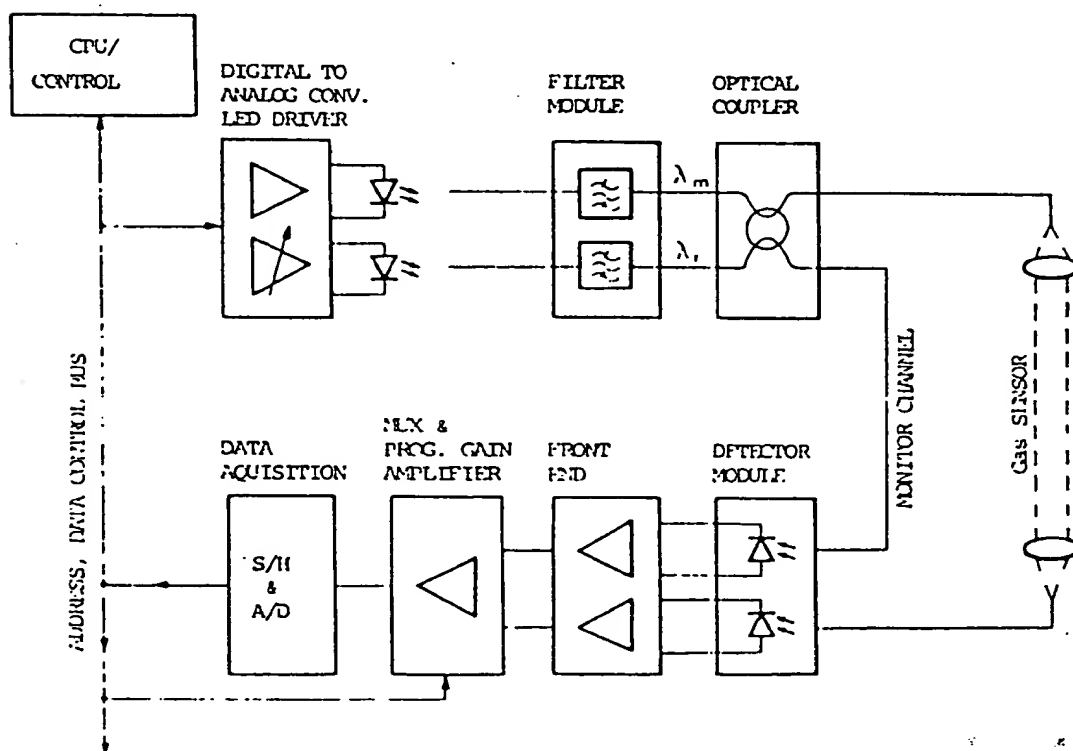 CPU/
CONTROL
DIGITAL TO
ANALOG CONV.
LED DRIVER
FILTER
MODULE
OPTICAL
COUPLER
λm
λr
ADDRESS, DATA CONTROL BUS
MONITOR CHANNEL
Gas SENSOR
DATA
AQUISITION
MUX &
PROG. GAIN
AMPLIFIER
FRONT
END
DETECTOR
MODULE
S/H
&
A/D